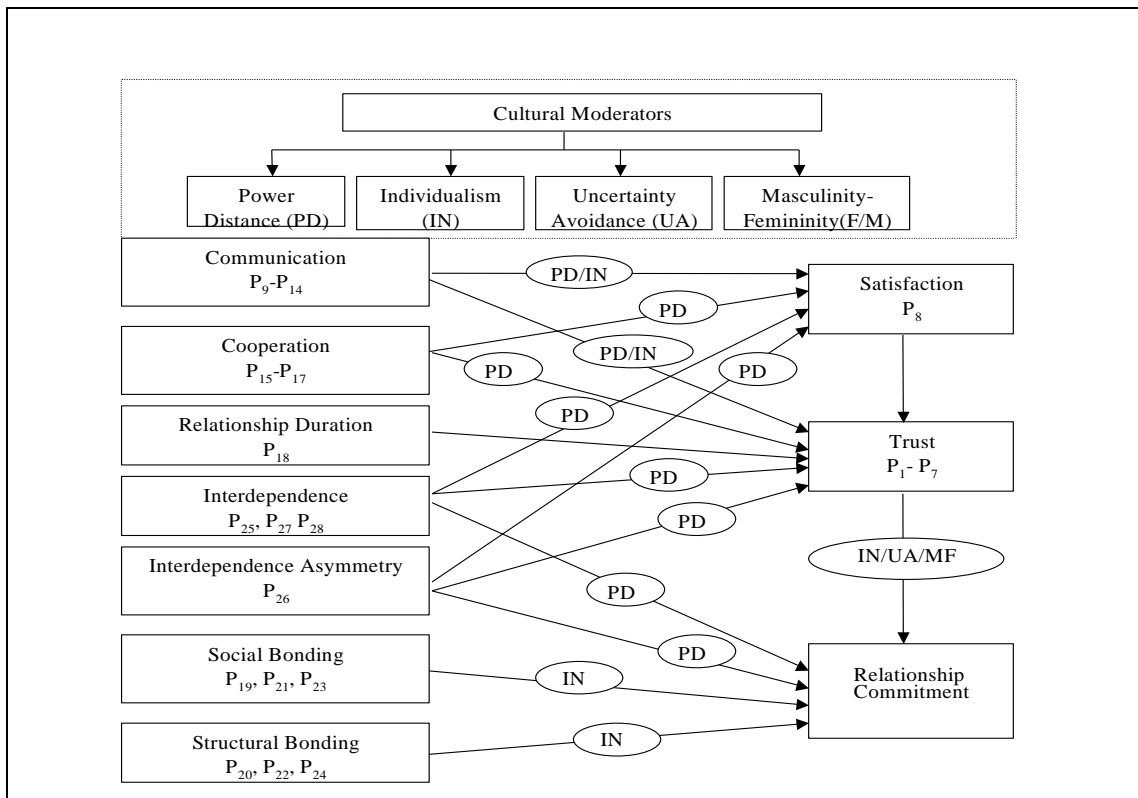 Cultural Moderators
Power
Distance (PD)
Individualism
(IN)
Uncertainty
Avoidance (UA)
Masculinity-
Femininity(F/M)
Communication
P9-P14
PD/IN
Satisfaction
P8
PD
Cooperation
P15-P17
PD/IN
PD
PD
Relationship Duration
P18
Trust
P1- P7
Interdependence
P25, P27 P28
PD
PD
Interdependence Asymmetry
P26
IN/UA/MF
PD
Social Bonding
P19, P21, P23
PD
IN
Relationship
Commitment
Structural Bonding
P20, P22, P24
IN